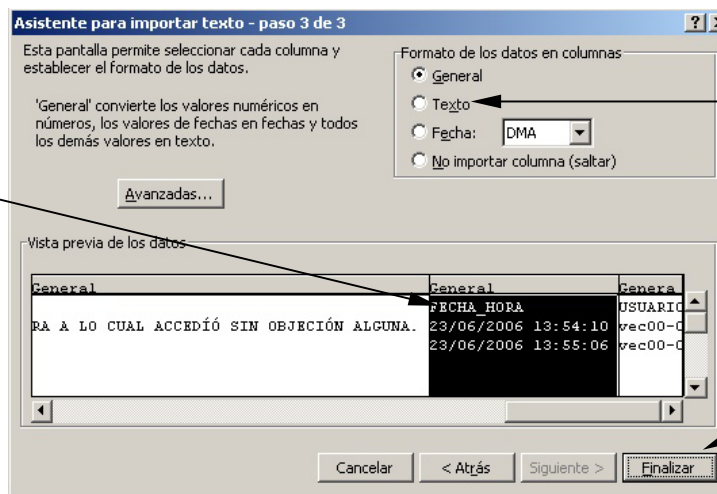 Asistente para importar texto - paso 3 de 3
Esta pantalla permite seleccionar cada columna y
establecer el formato de los datos.
'General' convierte los valores numéricos en
números, los valores de fechas en fechas y todos
los demás valores en texto.
Avanzadas...
Formato de los datos en columnas
General
Texto
Fecha: DMA
No importar columna (saltar)
Vista previa de los datos
General General Genera
FECHA_HORA USUARIO
RA A LO CUAL ACCEDÍÓ SIN OBJECIÓN ALGUNA. 23/06/2006 13:54:10 vec00-0
23/06/2006 13:55:06 vec00-0
Cancelar < Atrás Siguiente > Finalizar